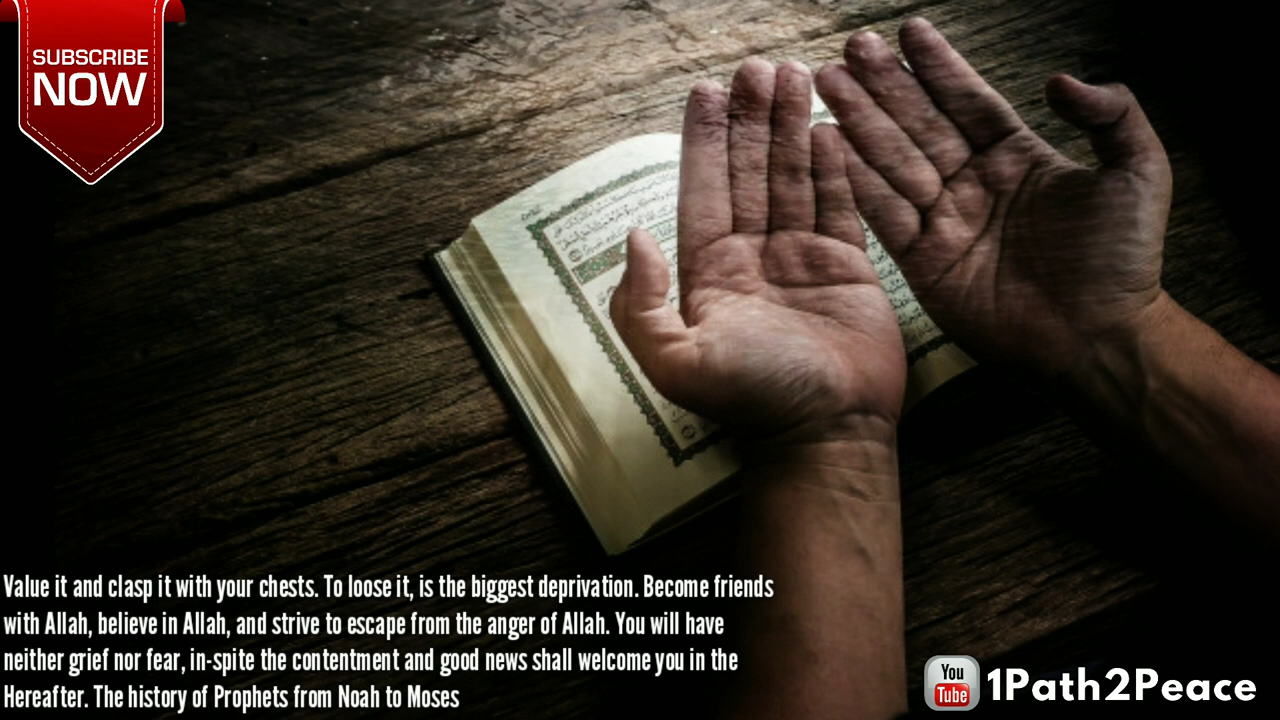 SUBSCRIBE
NOW
Value it and clasp it with your chests. To loose it, is the biggest deprivation. Become friends
with Allah, believe in Allah, and strive to escape from the anger of Allah. You will have
neither grief nor fear, in-spite the contentment and good news shall welcome you in the
Hereafter. The history of Prophets from Noah to Moses
You
Tube
1Path2Peace